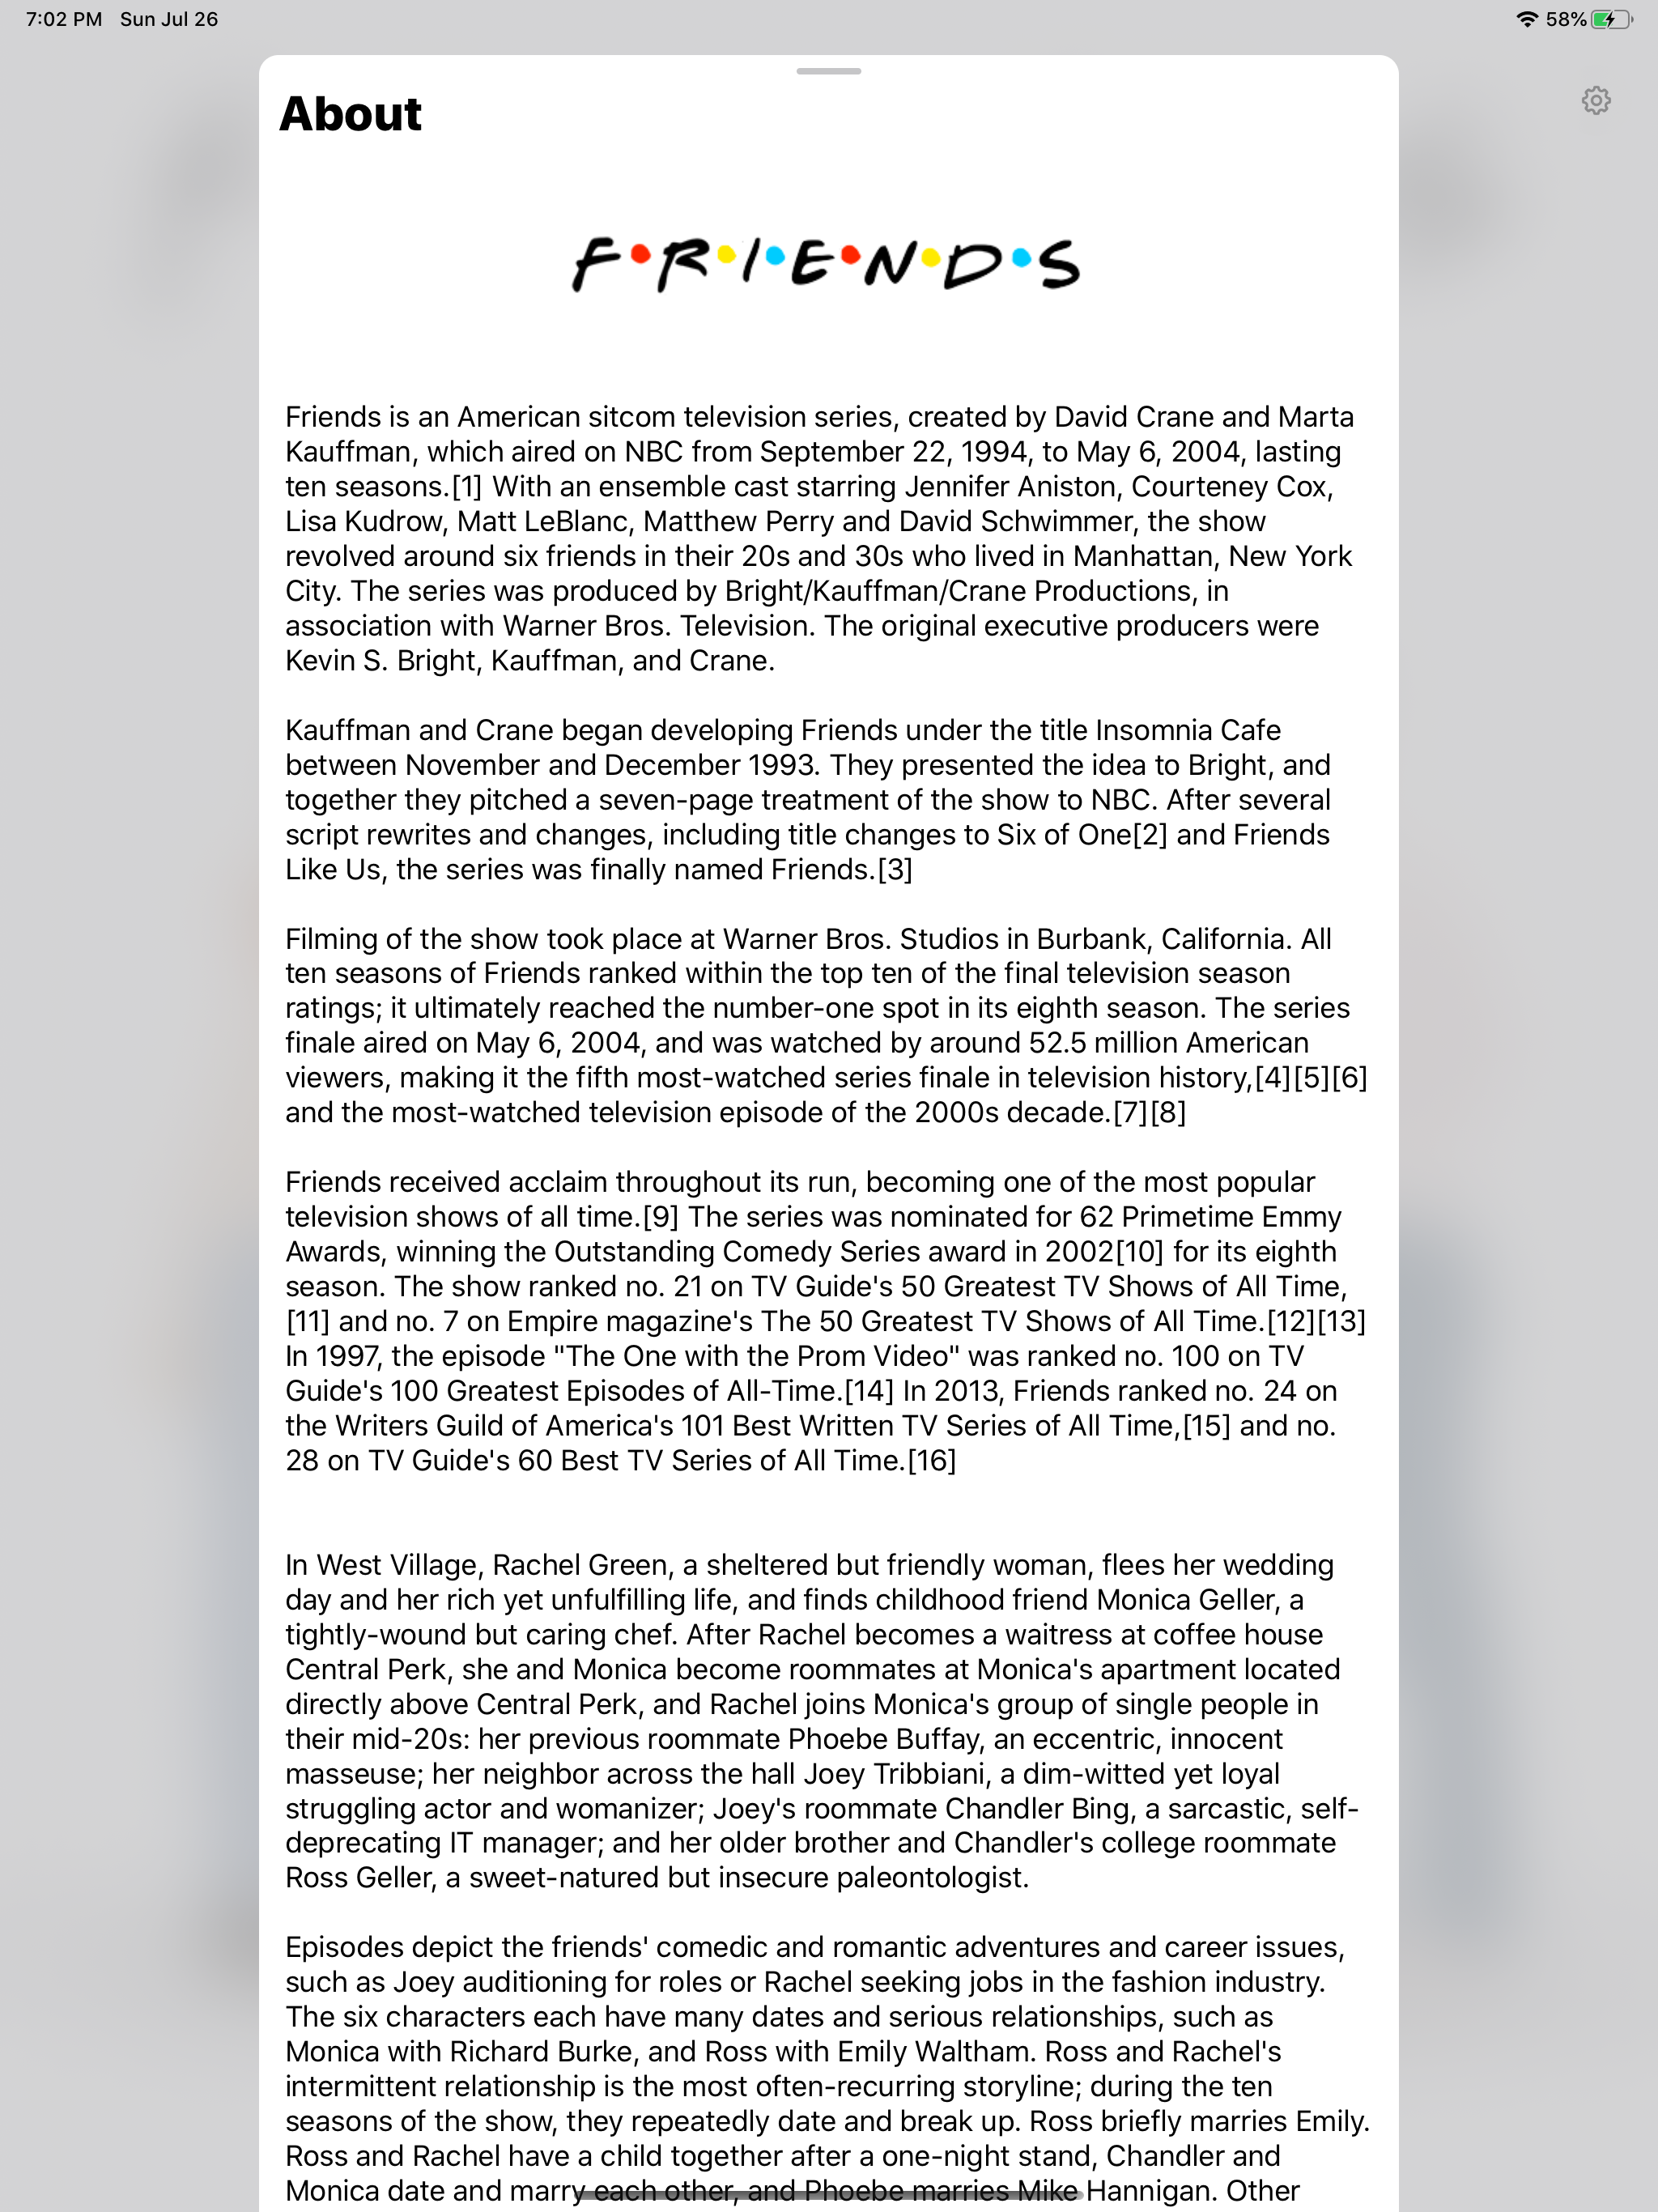 7:02 PM Sun Jul 26
58%
About
F•R•I•E•N•D•S
Friends is an American sitcom television series, created by David Crane and Marta
Kauffman, which aired on NBC from September 22, 1994, to May 6, 2004, lasting
ten seasons.[1] With an ensemble cast starring Jennifer Aniston, Courteney Cox,
Lisa Kudrow, Matt LeBlanc, Matthew Perry and David Schwimmer, the show
revolved around six friends in their 20s and 30s who lived in Manhattan, New York
City. The series was produced by Bright/Kauffman/Crane Productions, in
association with Warner Bros. Television. The original executive producers were
Kevin S. Bright, Kauffman, and Crane.
Kauffman and Crane began developing Friends under the title Insomnia Cafe
between November and December 1993. They presented the idea to Bright, and
together they pitched a seven-page treatment of the show to NBC. After several
script rewrites and changes, including title changes to Six of One[2] and Friends
Like Us, the series was finally named Friends.[3]
Filming of the show took place at Warner Bros. Studios in Burbank, California. All
ten seasons of Friends ranked within the top ten of the final television season
ratings; it ultimately reached the number-one spot in its eighth season. The series
finale aired on May 6, 2004, and was watched by around 52.5 million American
viewers, making it the fifth most-watched series finale in television history,[4][5][6]
and the most-watched television episode of the 2000s decade.[7][8]
Friends received acclaim throughout its run, becoming one of the most popular
television shows of all time.[9] The series was nominated for 62 Primetime Emmy
Awards, winning the Outstanding Comedy Series award in 2002[10] for its eighth
season. The show ranked no. 21 on TV Guide's 50 Greatest TV Shows of All Time,
[11] and no. 7 on Empire magazine's The 50 Greatest TV Shows of All Time.[12][13]
In 1997, the episode "The One with the Prom Video" was ranked no. 100 on TV
Guide's 100 Greatest Episodes of All-Time.[14] In 2013, Friends ranked no. 24 on
the Writers Guild of America's 101 Best Written TV Series of All Time,[15] and no.
28 on TV Guide's 60 Best TV Series of All Time.[16]
In West Village, Rachel Green, a sheltered but friendly woman, flees her wedding
day and her rich yet unfulfilling life, and finds childhood friend Monica Geller, a
tightly-wound but caring chef. After Rachel becomes a waitress at coffee house
Central Perk, she and Monica become roommates at Monica's apartment located
directly above Central Perk, and Rachel joins Monica's group of single people in
their mid-20s: her previous roommate Phoebe Buffay, an eccentric, innocent
masseuse; her neighbor across the hall Joey Tribbiani, a dim-witted yet loyal
struggling actor and womanizer; Joey's roommate Chandler Bing, a sarcastic, self-
deprecating IT manager; and her older brother and Chandler's college roommate
Ross Geller, a sweet-natured but insecure paleontologist.
Episodes depict the friends' comedic and romantic adventures and career issues,
such as Joey auditioning for roles or Rachel seeking jobs in the fashion industry.
The six characters each have many dates and serious relationships, such as
Monica with Richard Burke, and Ross with Emily Waltham. Ross and Rachel's
intermittent relationship is the most often-recurring storyline; during the ten
seasons of the show, they repeatedly date and break up. Ross briefly marries Emily.
Ross and Rachel have a child together after a one-night stand, Chandler and
Monica date and marry each other, and Phoebe marries Mike Hannigan. Other